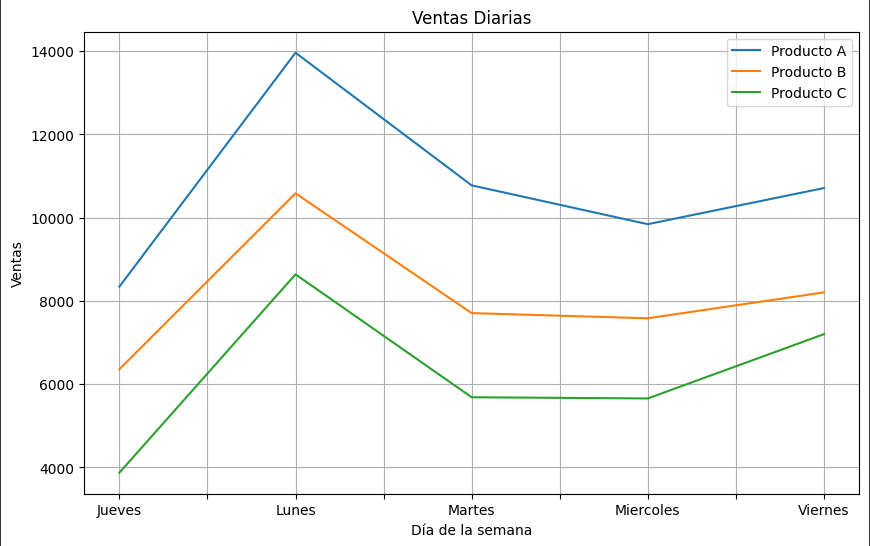 Ventas Diarias
14000
12000
10000
8000
6000
4000
Ventas
Producto A
Producto B
Producto C
Jueves Lunes Martes Miercoles Viernes
Día de la semana